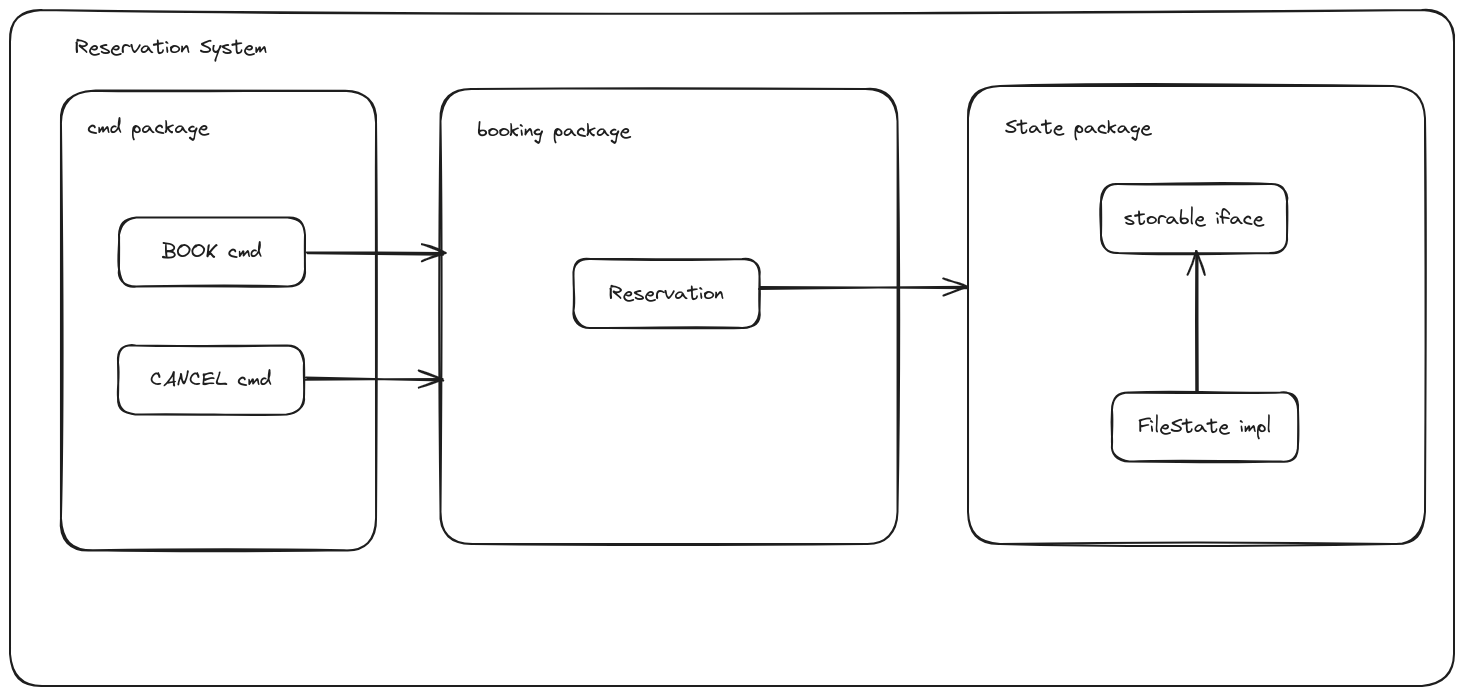 Reservation System
cmd package
BOOK cmd
CANCEL cmd
booking package
Reservation
State package
storable iface
FileState impl